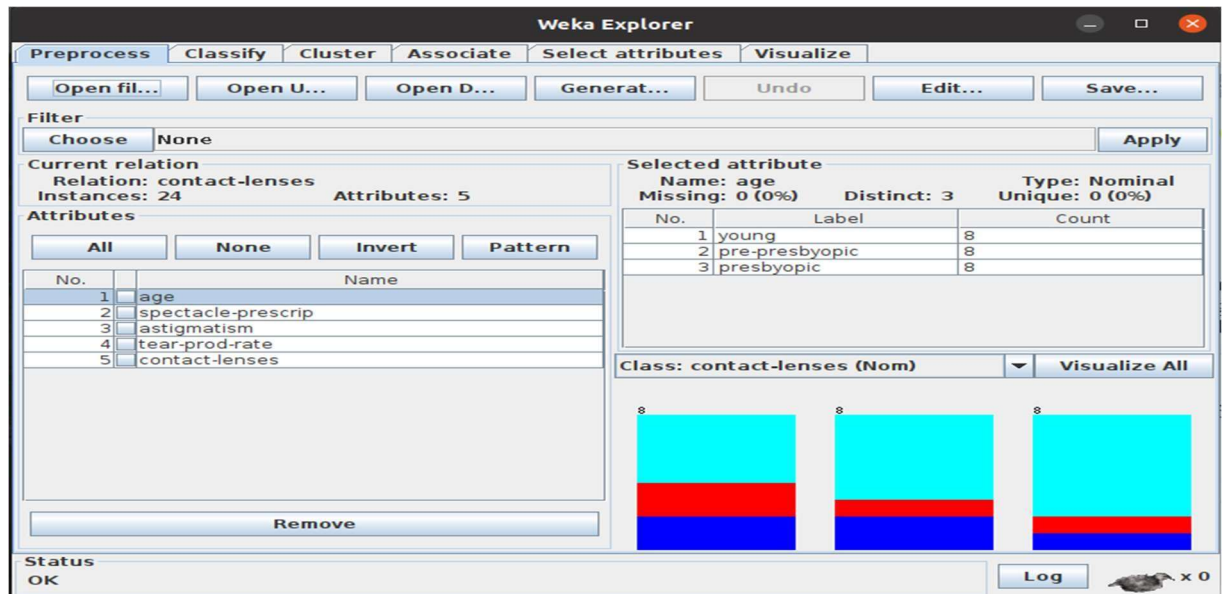 Weka Explorer
Preprocess Classify Cluster Associate Select attributes Visualize
Open fil... Open U... Open D... Generat... Undo Edit... Save...
Filter
Choose None Apply
Current relation
Relation: contact-lenses
Instances: 24 Attributes: 5
Attributes
All None Invert Pattern
No. Name
1 age
2 spectacle-prescrip
3 astigmatism
4 tear-prod-rate
5 contact-lenses
Remove
Selected attribute
Name: age Type: Nominal
Missing: 0 (0%) Distinct: 3 Unique: 0 (0%)
No. Label Count
1 young 8
2 pre-presbyopic 8
3 presbyopic 8
Class: contact-lenses (Nom) Visualize All
8 8 8
Status
OK
Log x 0